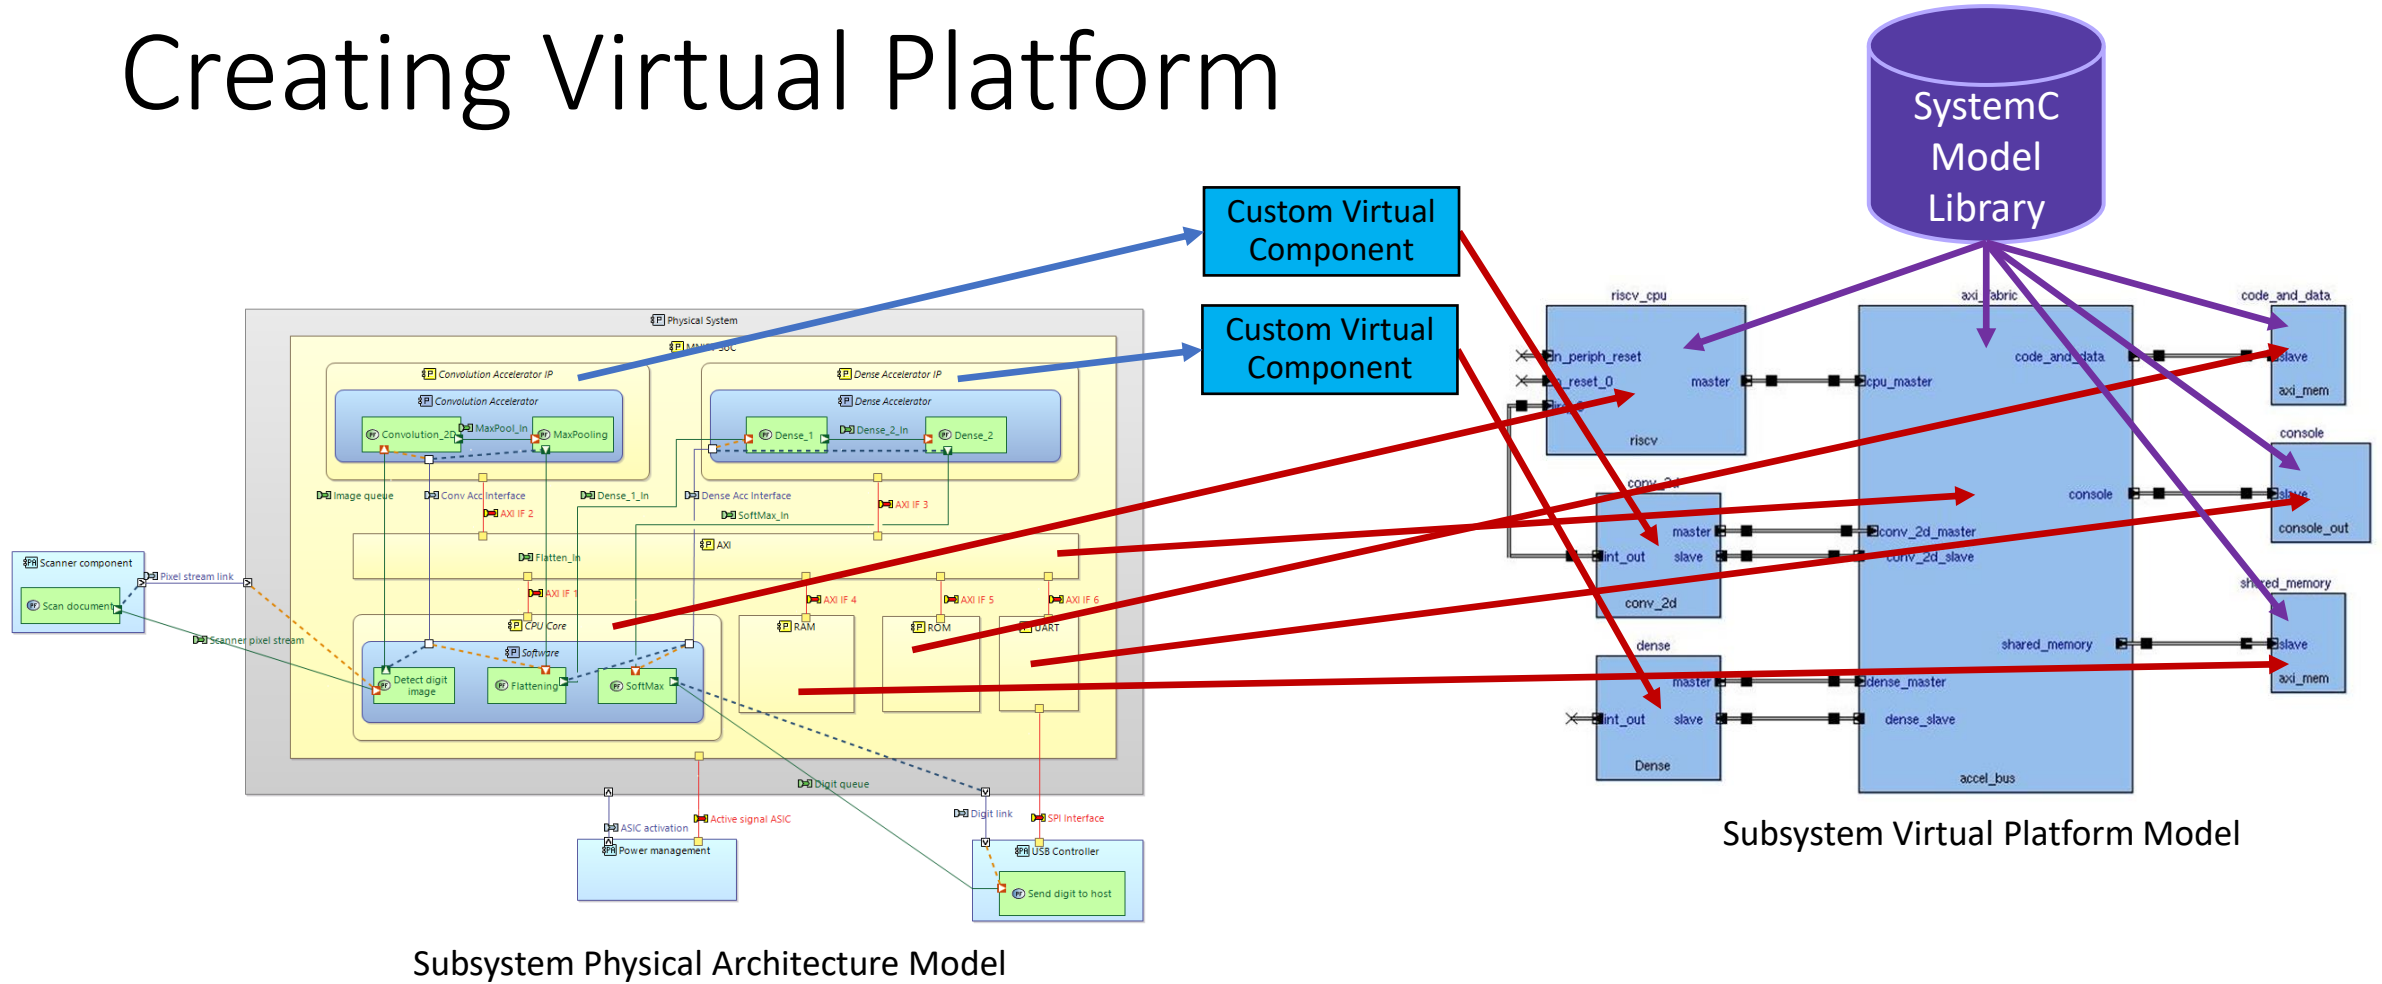 Creating Virtual Platform
SystemC
Model
Library
Custom Virtual
Component
Custom Virtual
Component
Physical System
Convolution Accelerator IP
Dense Accelerator IP
Convolution Accelerator
Dense Accelerator
Convolution_2D
MaxPool_In
MaxPooling
Dense_1
Dense_2_In
Dense_2
Image queue
Conv Acc Interface
Dense_1_In
Dense Acc Interface
AXI IF 2
SoftMax_In
AXI IF 3
AXI
Flatten_In
Scanner component
Pixel stream link
Scan document
Scanner pixel stream
AXI IF 1
AXI IF 4
AXI IF 5
AXI IF 6
CPU Core
RAM
ROM
UART
Software
Detect digit
image
Flattening
SoftMax
Digit queue
ASIC activation
Active signal ASIC
Digit link
SPI Interface
Power management
USB Controller
Send digit to host
Subsystem Physical Architecture Model
riscv_cpu
axi_fabric
code_and_data
n_periph_reset
n_reset_0
master
riscv
code_and_data
cpu_master
slave
axi_mem
console
console
slave
console_out
conv_2d
master
int_out
slave
conv_2d
conv_2d_master
conv_2d_slave
shared_memory
shared_memory
slave
axi_mem
dense
master
int_out
slave
Dense
dense_master
dense_slave
accel_bus
Subsystem Virtual Platform Model